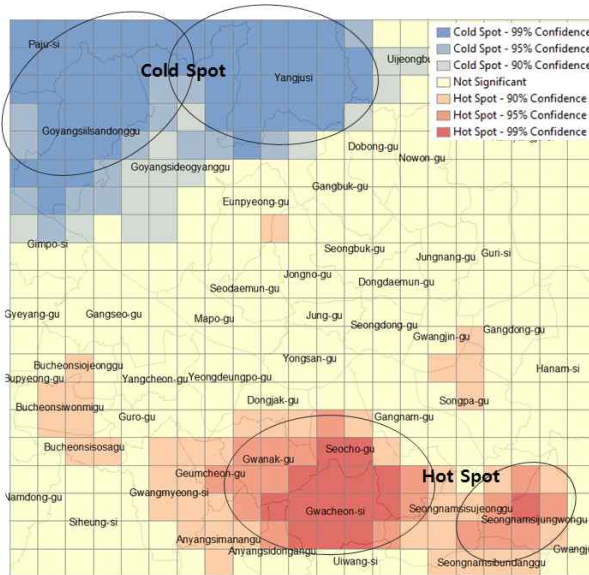 Paju-si
Cold Spot
Yangjusi
Goyangsiilsandonggu
Goyangsideogyanggu
Cold Spot - 99% Confidence
Cold Spot - 95% Confidence
Cold Spot - 90% Confidence
Not Significant
Hot Spot - 90% Confidence
Hot Spot - 95% Confidence
Hot Spot - 99% Confidence
Dobong-gu
Nowon-gu
Gangbuk-gu
Eunpyeong-gu
Gimpo-si
Seongbuk-gu
Jungnang-gu
Guri-si
Jongno-gu
Dongdaemun-gu
Seodaemun-gu
Gyeyang-gu
Gangseo-gu
Mapo-gu
Jung-gu
Seongdong-gu
Gwangjin-gu
Gangdong-gu
Yongsan-gu
Hanam-si
Bucheonsiojeonggu
Bupyeong-gu
Yangcheon-gu
Yeongdeungpo-gu
Dongjak-gu
Songpa-gu
Bucheonsiwonmigu
Guro-gu
Gangnam-gu
Bucheonsisosagu
Seocho-gu
Gwanak-gu
Geumcheon-gu
Hot Spot
Gwangmyeong-si
Namdong-gu
Siheung-si
Gwacheon-si
Seongnamsisujeonggu
Seongnamsijungwongu
Anyangsimanangu
Anyangsidongangu
Uiwang-si
Seongnamsibundanggu
Gwangj